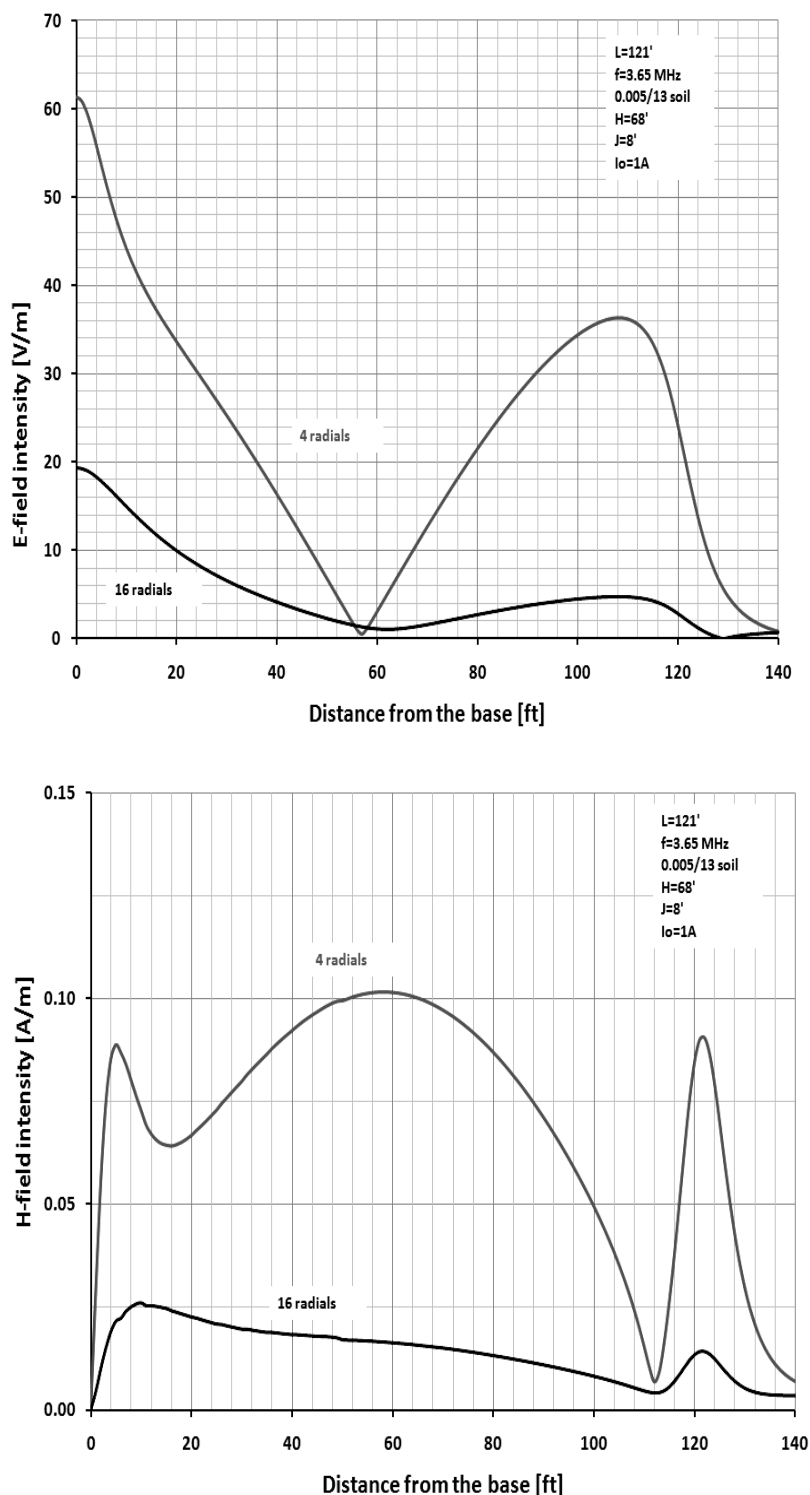 70
60
50
40
30
20
10
0
E-field intensity [V/m]
L=121'
f=3.65 MHz
0.005/13 soil
H=68'
J=8'
Io=1A
4 radials
16 radials
0 20 40 60 80 100 120 140
Distance from the base [ft]
0.15
0.10
0.05
0.00
H-field intensity [A/m]
L=121'
f=3.65 MHz
0.005/13 soil
H=68'
J=8'
Io=1A
4 radials
16 radials
0 20 40 60 80 100 120 140
Distance from the base [ft]